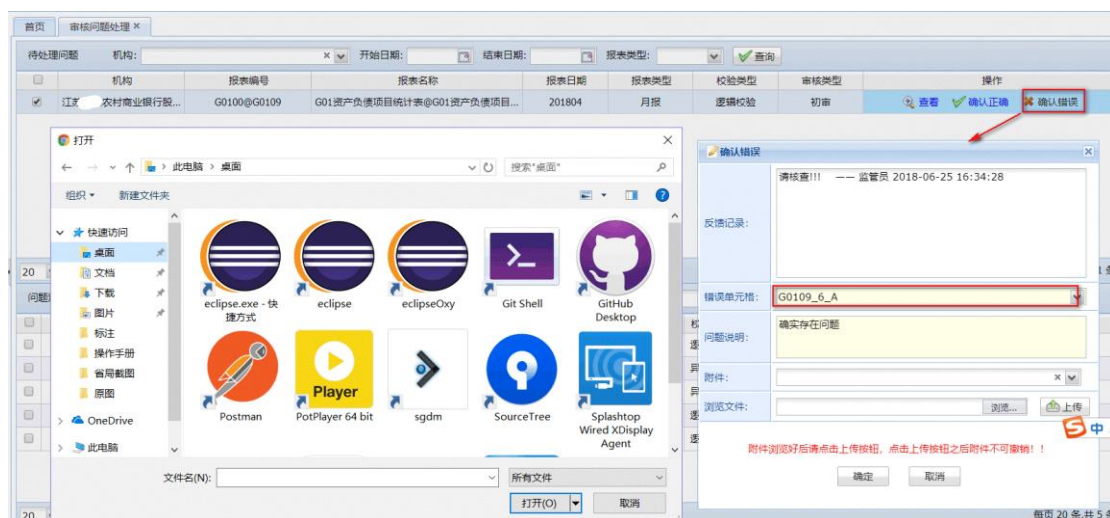 首页 审核问题处理 ×
待处理问题 机构: 开始日期: 结束日期: 报表类型: 查询
机构 报表编号 报表名称 报表日期 报表类型 校验类型 审核类型 操作
江苏 农村商业银行股... G0100@G0109 G01资产负债项目统计表@G01资产负债项目... 201804 月报 逻辑校验 初审 查看 确认正确 确认错误
打开
此电脑 > 桌面 搜索"桌面"
组织 新建文件夹
快速访问
桌面
文档
下载
图片
标注
操作手册
省局截图
原图
OneDrive
此电脑
eclipse.exe - 快捷方式
eclipse
eclipseOxy
Git Shell
GitHub Desktop
Postman
PotPlayer 64 bit
Player
sgdm
SourceTree
Splashtop Wired XDisplay Agent
文件名(N): 所有文件
打开(O) 取消
确认错误
反馈记录: 请核查!!! —— 监管员 2018-06-25 16:34:28
错误单元格: G0109_6_A
问题说明: 确实存在问题
附件:
浏览文件: 浏览... 上传
中
附件浏览好后请点击上传按钮，点击上传按钮之后附件不可撤销！！
确定 取消
20
20
每页 20 条,共 5 条